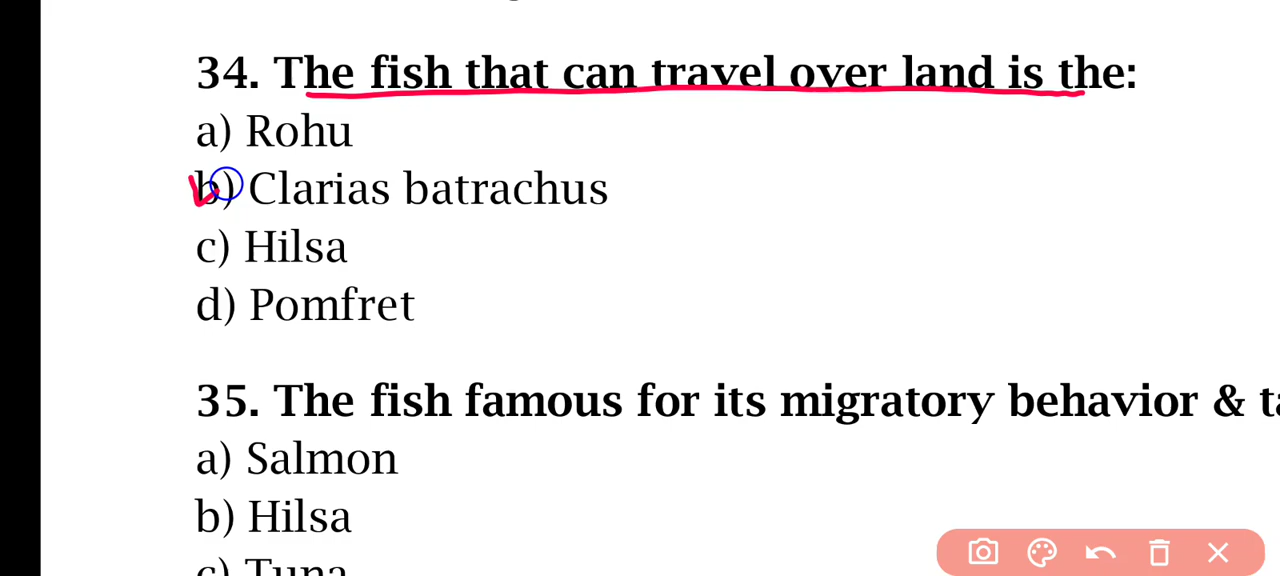 34. The fish that can travel over land is the:
a) Rohu
b) Clarias batrachus
c) Hilsa
d) Pomfret
35. The fish famous for its migratory behavior &
a) Salmon
b) Hilsa
c) Tuna